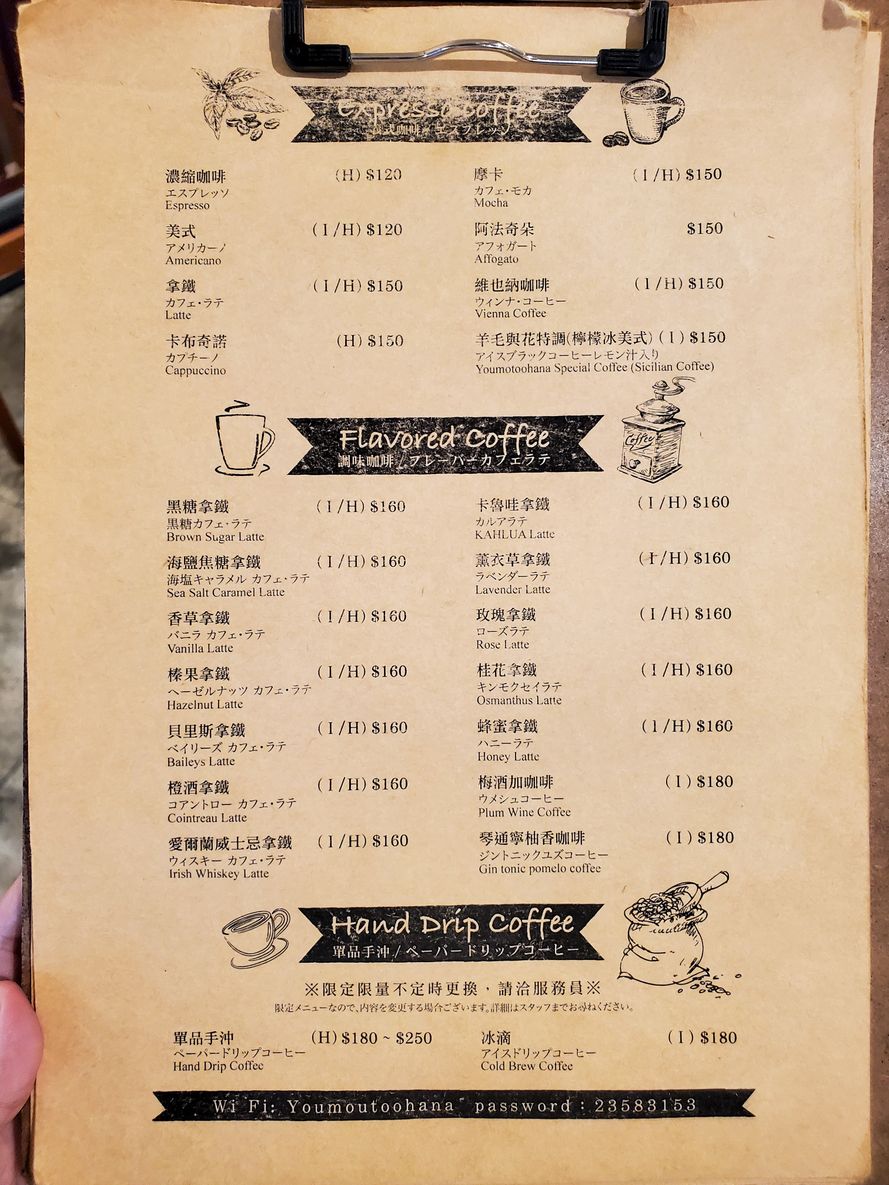 Expresso Coffee
義式咖啡／エスプレッソ
濃縮咖啡 (H) $120
エスプレッソ
Espresso
美式 (I/H) $120
アメリカーノ
Americano
拿鐵 (I/H) $150
カフェ・ラテ
Latte
卡布奇諾 (H) $150
カプチーノ
Cappuccino
摩卡 (I/H) $150
カフェ・モカ
Mocha
阿法奇朵 $150
アフォガート
Affogato
維也納咖啡 (I/H) $150
ウィンナ・コーヒー
Vienna Coffee
羊毛與花特調(檸檬冰美式) (I) $150
アイスブラックコーヒーレモン汁入り
Youmotoohana Special Coffee (Sicilian Coffee)
Flavored Coffee
調味咖啡/フレーバーカフェラテ
黑糖拿鐵 (I/H) $160
黒糖カフェ・ラテ
Brown Sugar Latte
海鹽焦糖拿鐵 (I/H) $160
海塩キャラメル カフェ・ラテ
Sea Salt Caramel Latte
香草拿鐵 (I/H) $160
バニラ カフェ・ラテ
Vanilla Latte
榛果拿鐵 (I/H) $160
ヘーゼルナッツ カフェ・ラテ
Hazelnut Latte
貝里斯拿鐵 (I/H) $160
ベイリーズ カフェ・ラテ
Baileys Latte
橙酒拿鐵 (I/H) $160
コアントロー カフェ・ラテ
Cointreau Latte
愛爾蘭威士忌拿鐵 (I/H) $160
ウィスキー カフェ・ラテ
Irish Whiskey Latte
卡魯哇拿鐵 (I/H) $160
カルアラテ
KAHLUA Latte
薰衣草拿鐵 (I/H) $160
ラベンダーラテ
Lavender Latte
玫瑰拿鐵 (I/H) $160
ローズラテ
Rose Latte
桂花拿鐵 (I/H) $160
キンモクセイラテ
Osmanthus Latte
蜂蜜拿鐵 (I/H) $160
ハニーラテ
Honey Latte
梅酒加咖啡 (I) $180
ウメシュコーヒー
Plum Wine Coffee
琴通寧柚香咖啡 (I) $180
ジントニックユズコーヒー
Gin tonic pomelo coffee
Coffee
Hand Drip Coffee
單品手沖/ペーパードリップコーヒー
※限定限量不定時更換，請洽服務員※
限定メニューなので、内容を変更する場合ございます。詳細はスタッフまでお尋ねください。
單品手沖 (H) $180 ~ $250
ペーパードリップコーヒー
Hand Drip Coffee
冰滴 (I) $180
アイスドリップコーヒー
Cold Brew Coffee
Wi Fi: Youmoutoohana" password：23583153